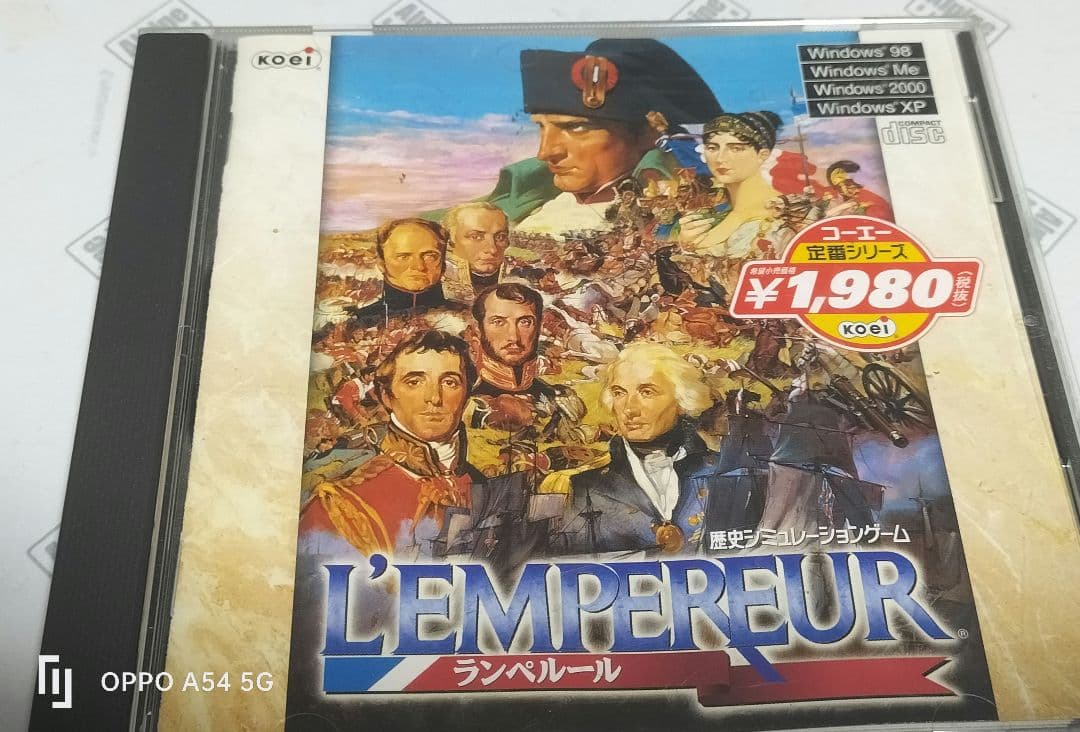 Koei
Windows® 98
Windows® Me
Windows® 2000
Windows® XP
COMPACT
disc
コーエー
定番シリーズ
希望小売価格
¥1,980(税抜)
Koei
歴史シミュレーションゲーム
L'EMPEREUR®
ランペルール
OPPO A54 5G